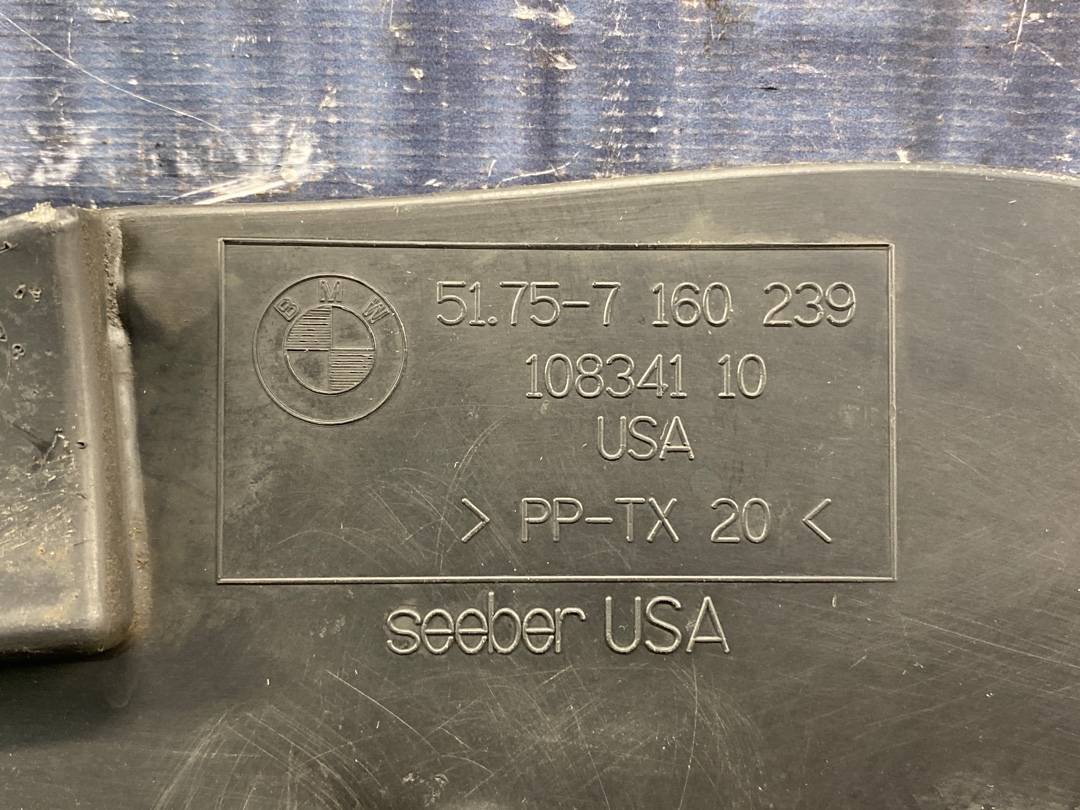 BMW
51.75-7 160 239
108341 10
USA
> PP-TX 20 <
seeber USA